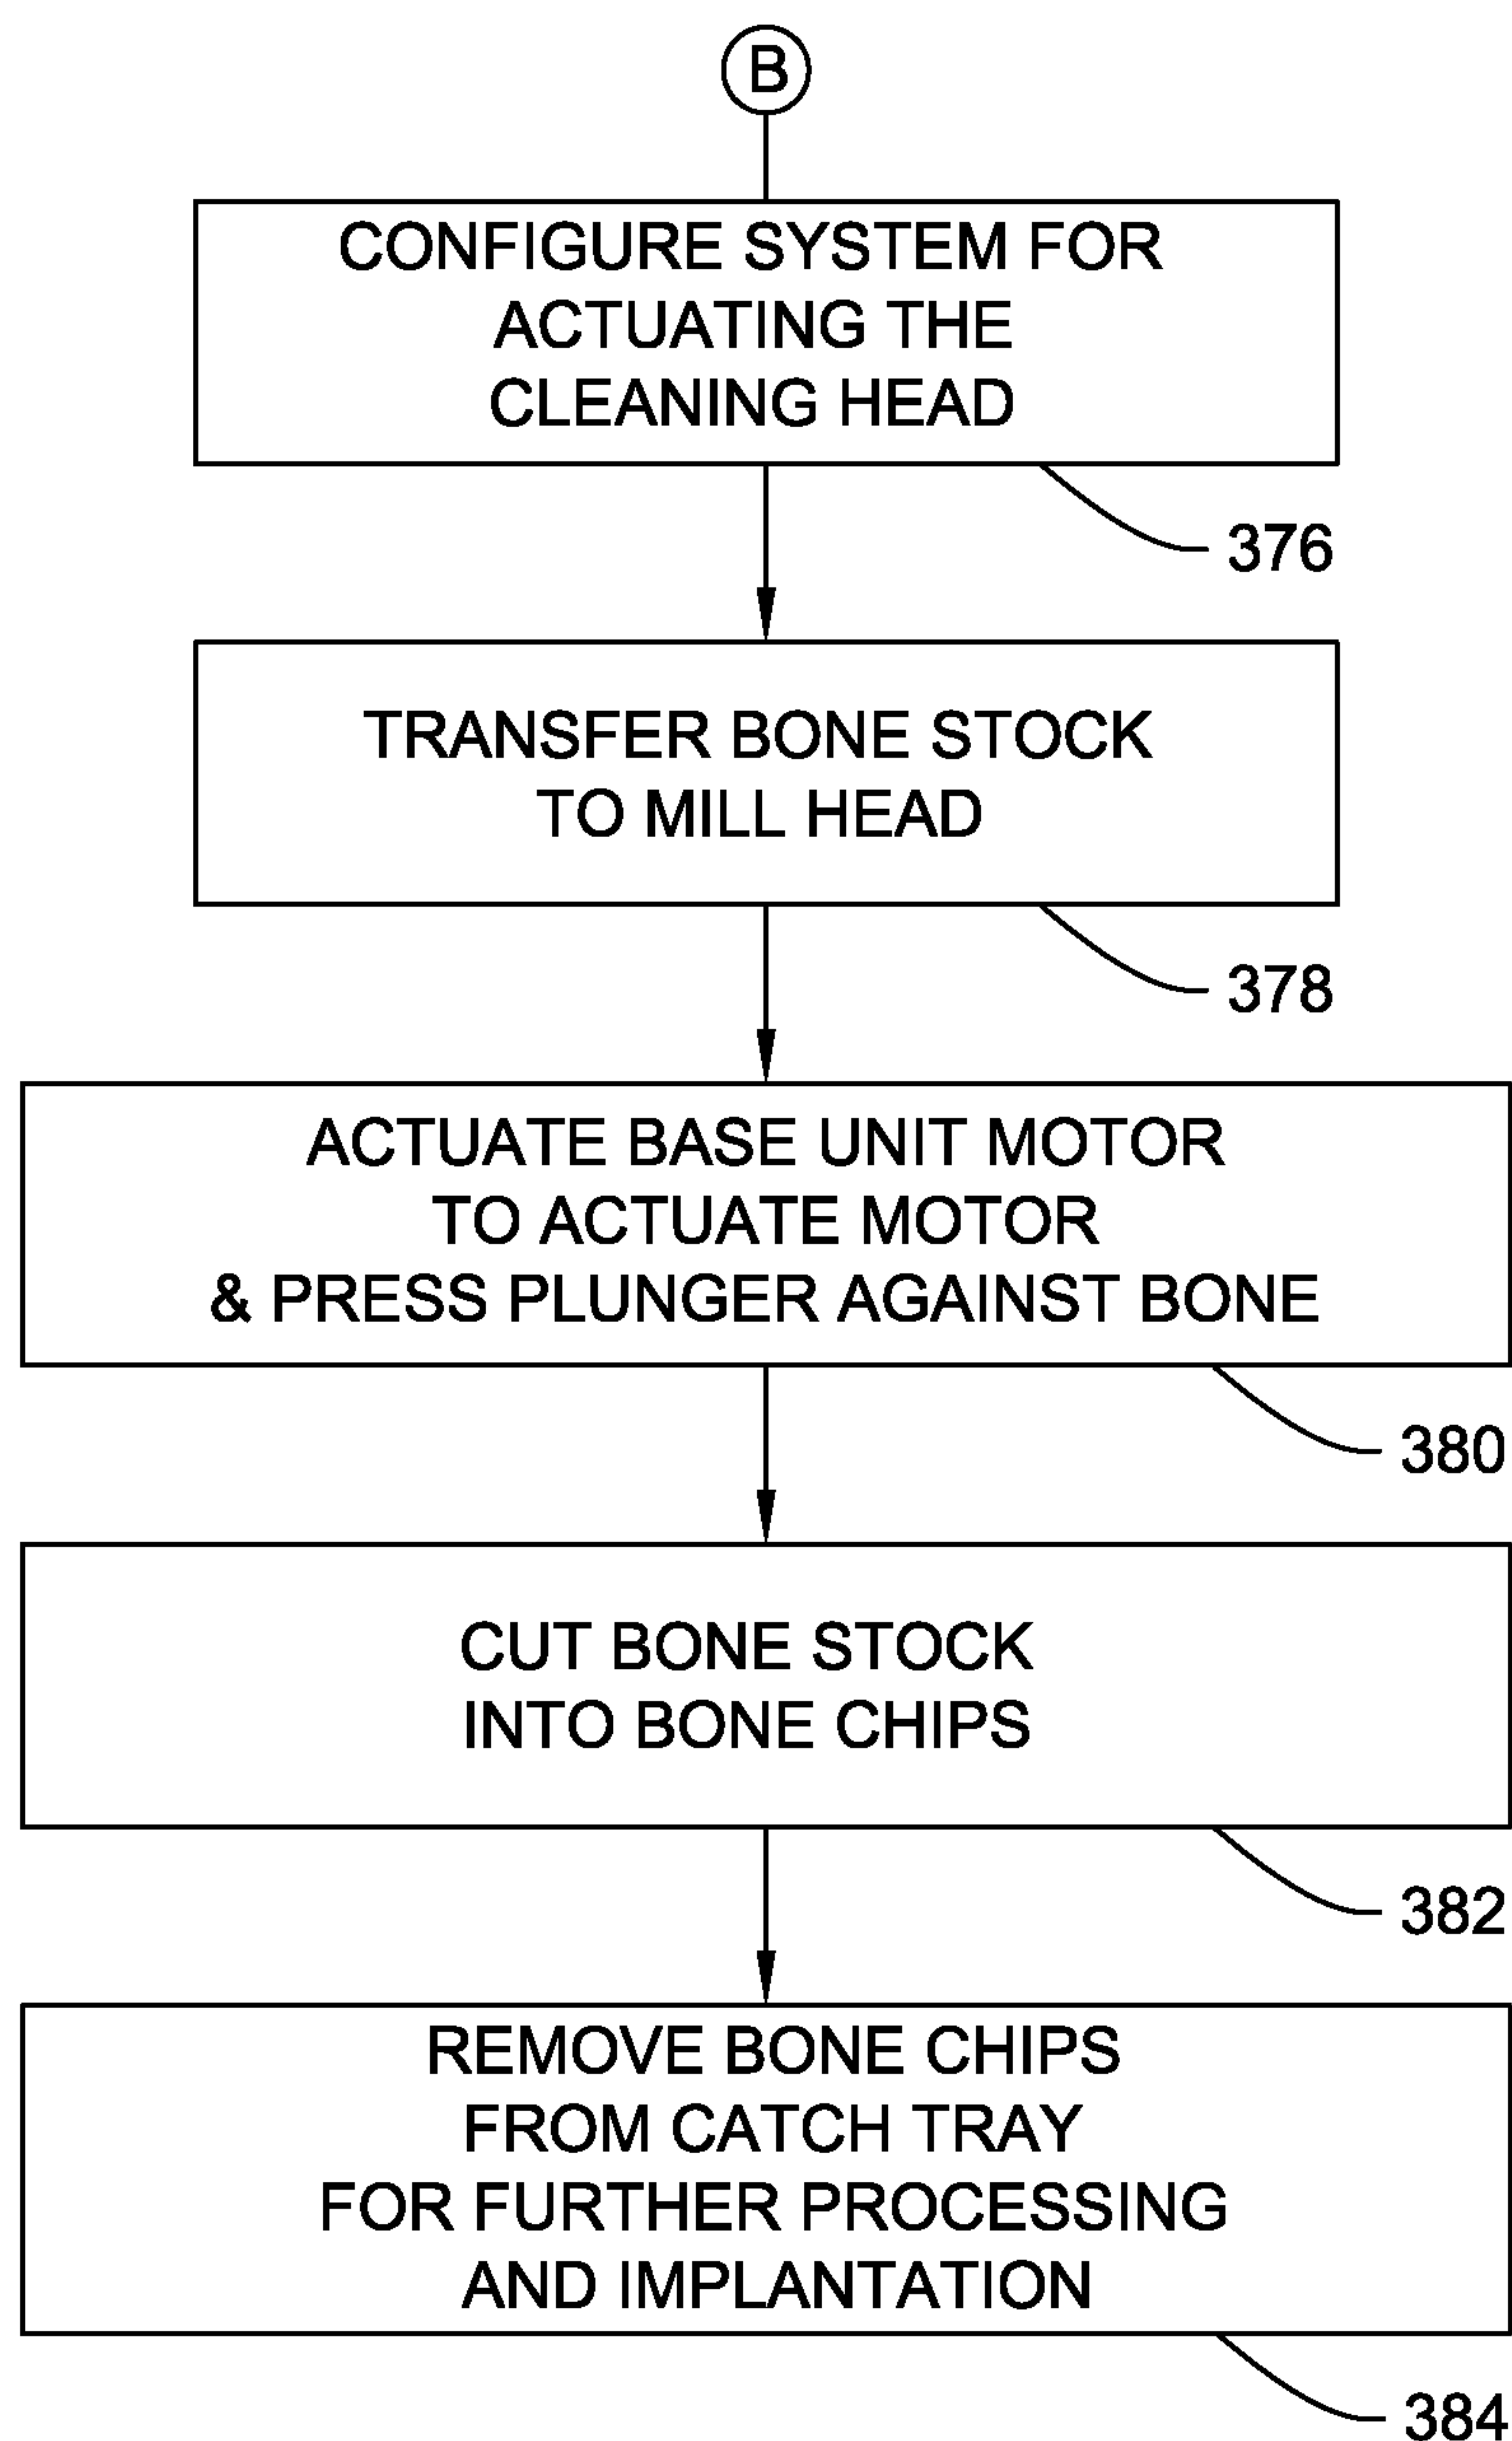 B
CONFIGURE SYSTEM FOR
ACTUATING THE
CLEANING HEAD
376
TRANSFER BONE STOCK
TO MILL HEAD
378
ACTUATE BASE UNIT MOTOR
TO ACTUATE MOTOR
& PRESS PLUNGER AGAINST BONE
380
CUT BONE STOCK
INTO BONE CHIPS
382
REMOVE BONE CHIPS
FROM CATCH TRAY
FOR FURTHER PROCESSING
AND IMPLANTATION
384